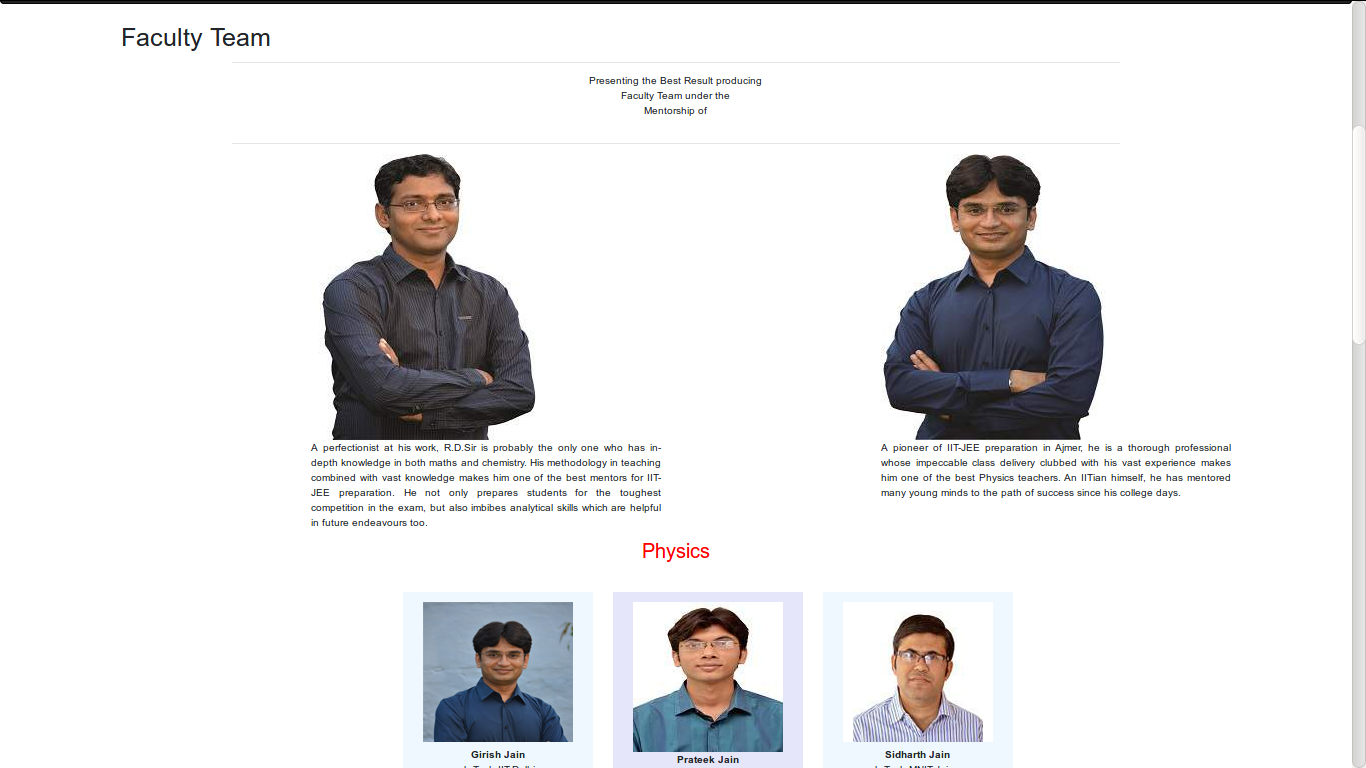 Faculty Team
Presenting the Best Result producing
Faculty Team under the
Mentorship of
A perfectionist at his work, R.D.Sir is probably the only one who has in-
depth knowledge in both maths and chemistry. His methodology in teaching
combined with vast knowledge makes him one of the best mentors for IIT-
JEE preparation. He not only prepares students for the toughest
competition in the exam, but also imbibes analytical skills which are helpful
in future endeavours too.
A pioneer of IIT-JEE preparation in Ajmer, he is a thorough professional
whose impeccable class delivery clubbed with his vast experience makes
him one of the best Physics teachers. An IITian himself, he has mentored
many young minds to the path of success since his college days.
Physics
Girish Jain
Prateek Jain
Sidharth Jain